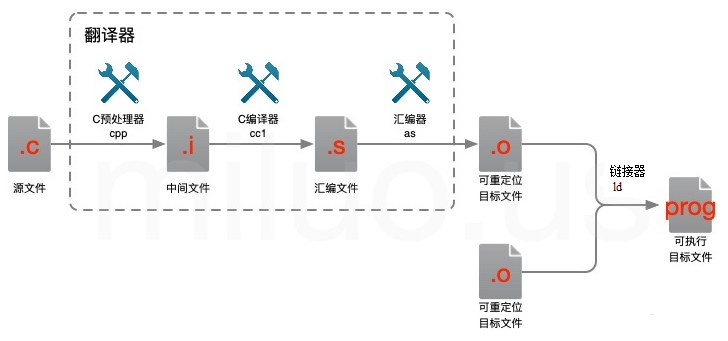 翻译器
C预处理器
cpp
C编译器
cc1
汇编器
as
.c
源文件
.i
中间文件
.s
汇编文件
.o
可重定位
目标文件
链接器
ld
prog
可执行
目标文件
.o
可重定位
目标文件
miluo.us